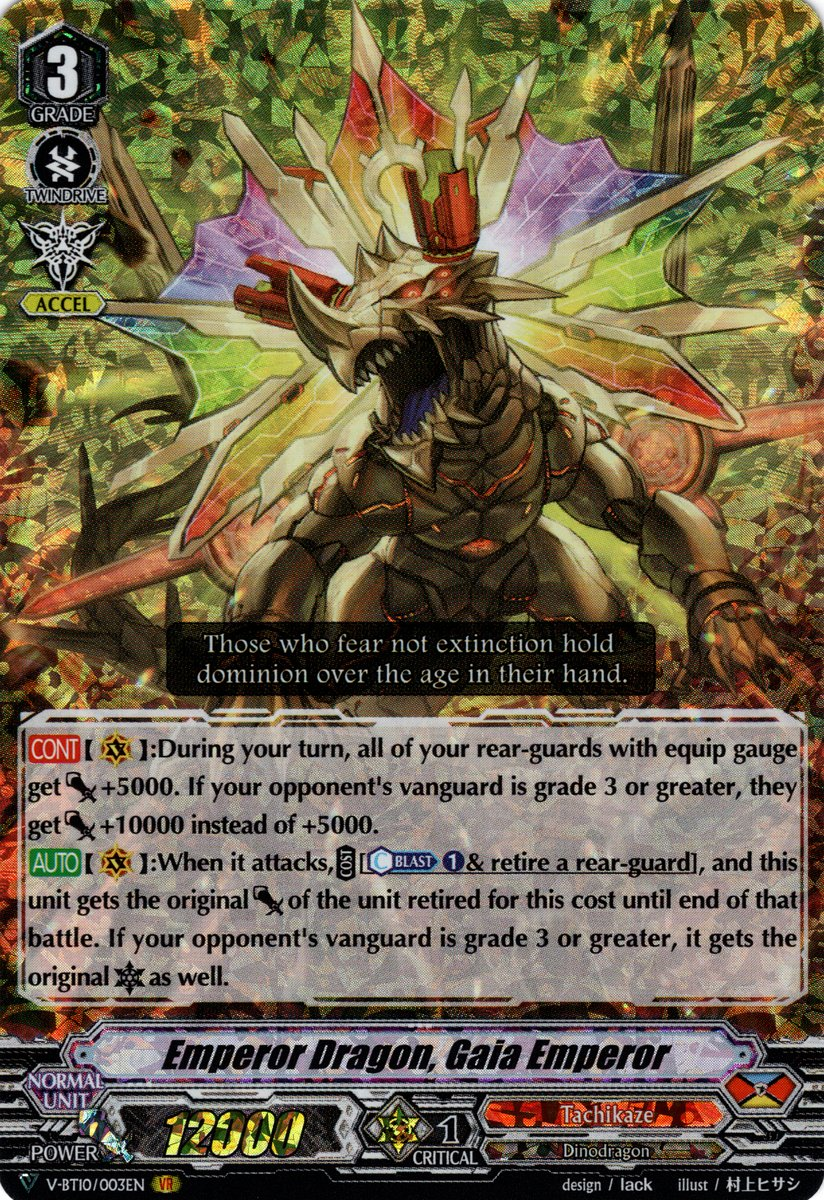 3
GRADE
TWINDRIVE
ACCEL
Those who fear not extinction hold
dominion over the age in their hand.
CONT【 V 】:During your turn, all of your rear-guards with equip gauge
get +5000. If your opponent's vanguard is grade 3 or greater, they
get +10000 instead of +5000.
AUTO【 V 】:When it attacks, COST [C BLAST 1 & retire a rear-guard], and this
unit gets the original of the unit retired for this cost until end of that
battle. If your opponent's vanguard is grade 3 or greater, it gets the
original as well.
Emperor Dragon, Gaia Emperor
NORMAL
UNIT
POWER 12000 1 CRITICAL
Tachikaze
Dinodragon
V-BT10/003EN VR design / lack illust / 村上ヒサシ